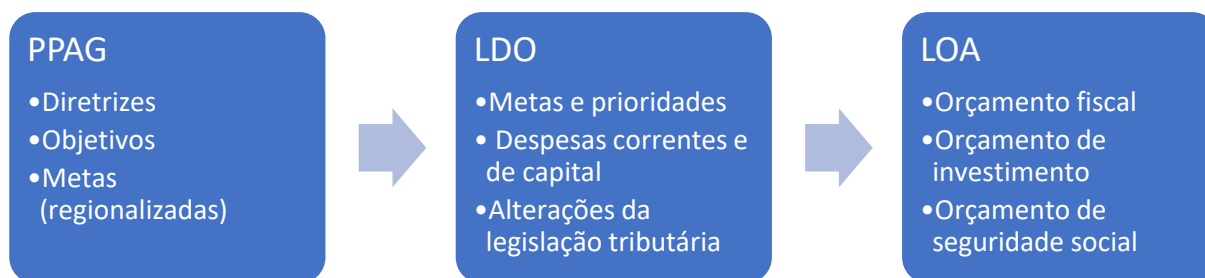 PPAG
•Diretrizes
•Objetivos
•Metas
(regionalizadas)
LDO
•Metas e prioridades
• Despesas correntes e
de capital
•Alterações da
legislação tributária
LOA
•Orçamento fiscal
•Orçamento de
investimento
•Orçamento de
seguridade social